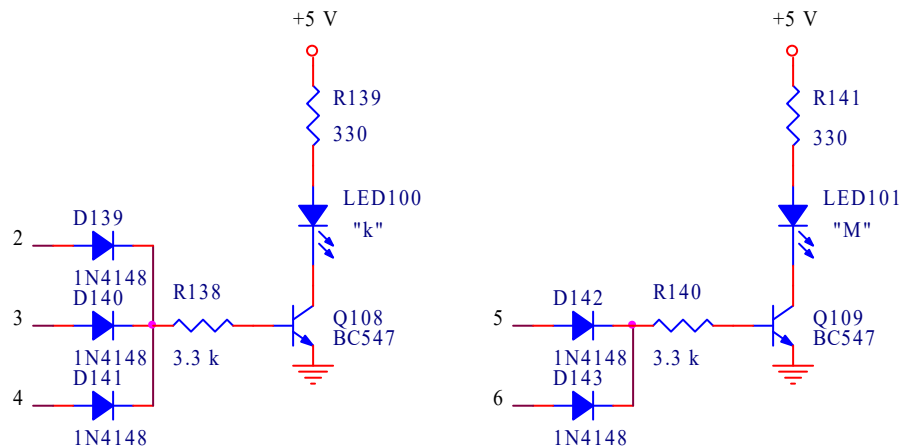 +5 V
R139
330
LED100
"k"
2
D139
1N4148
3
D140
1N4148
4
D141
1N4148
R138
3.3 k
Q108
BC547
+5 V
R141
330
LED101
"M"
5
D142
1N4148
6
D143
1N4148
R140
3.3 k
Q109
BC547